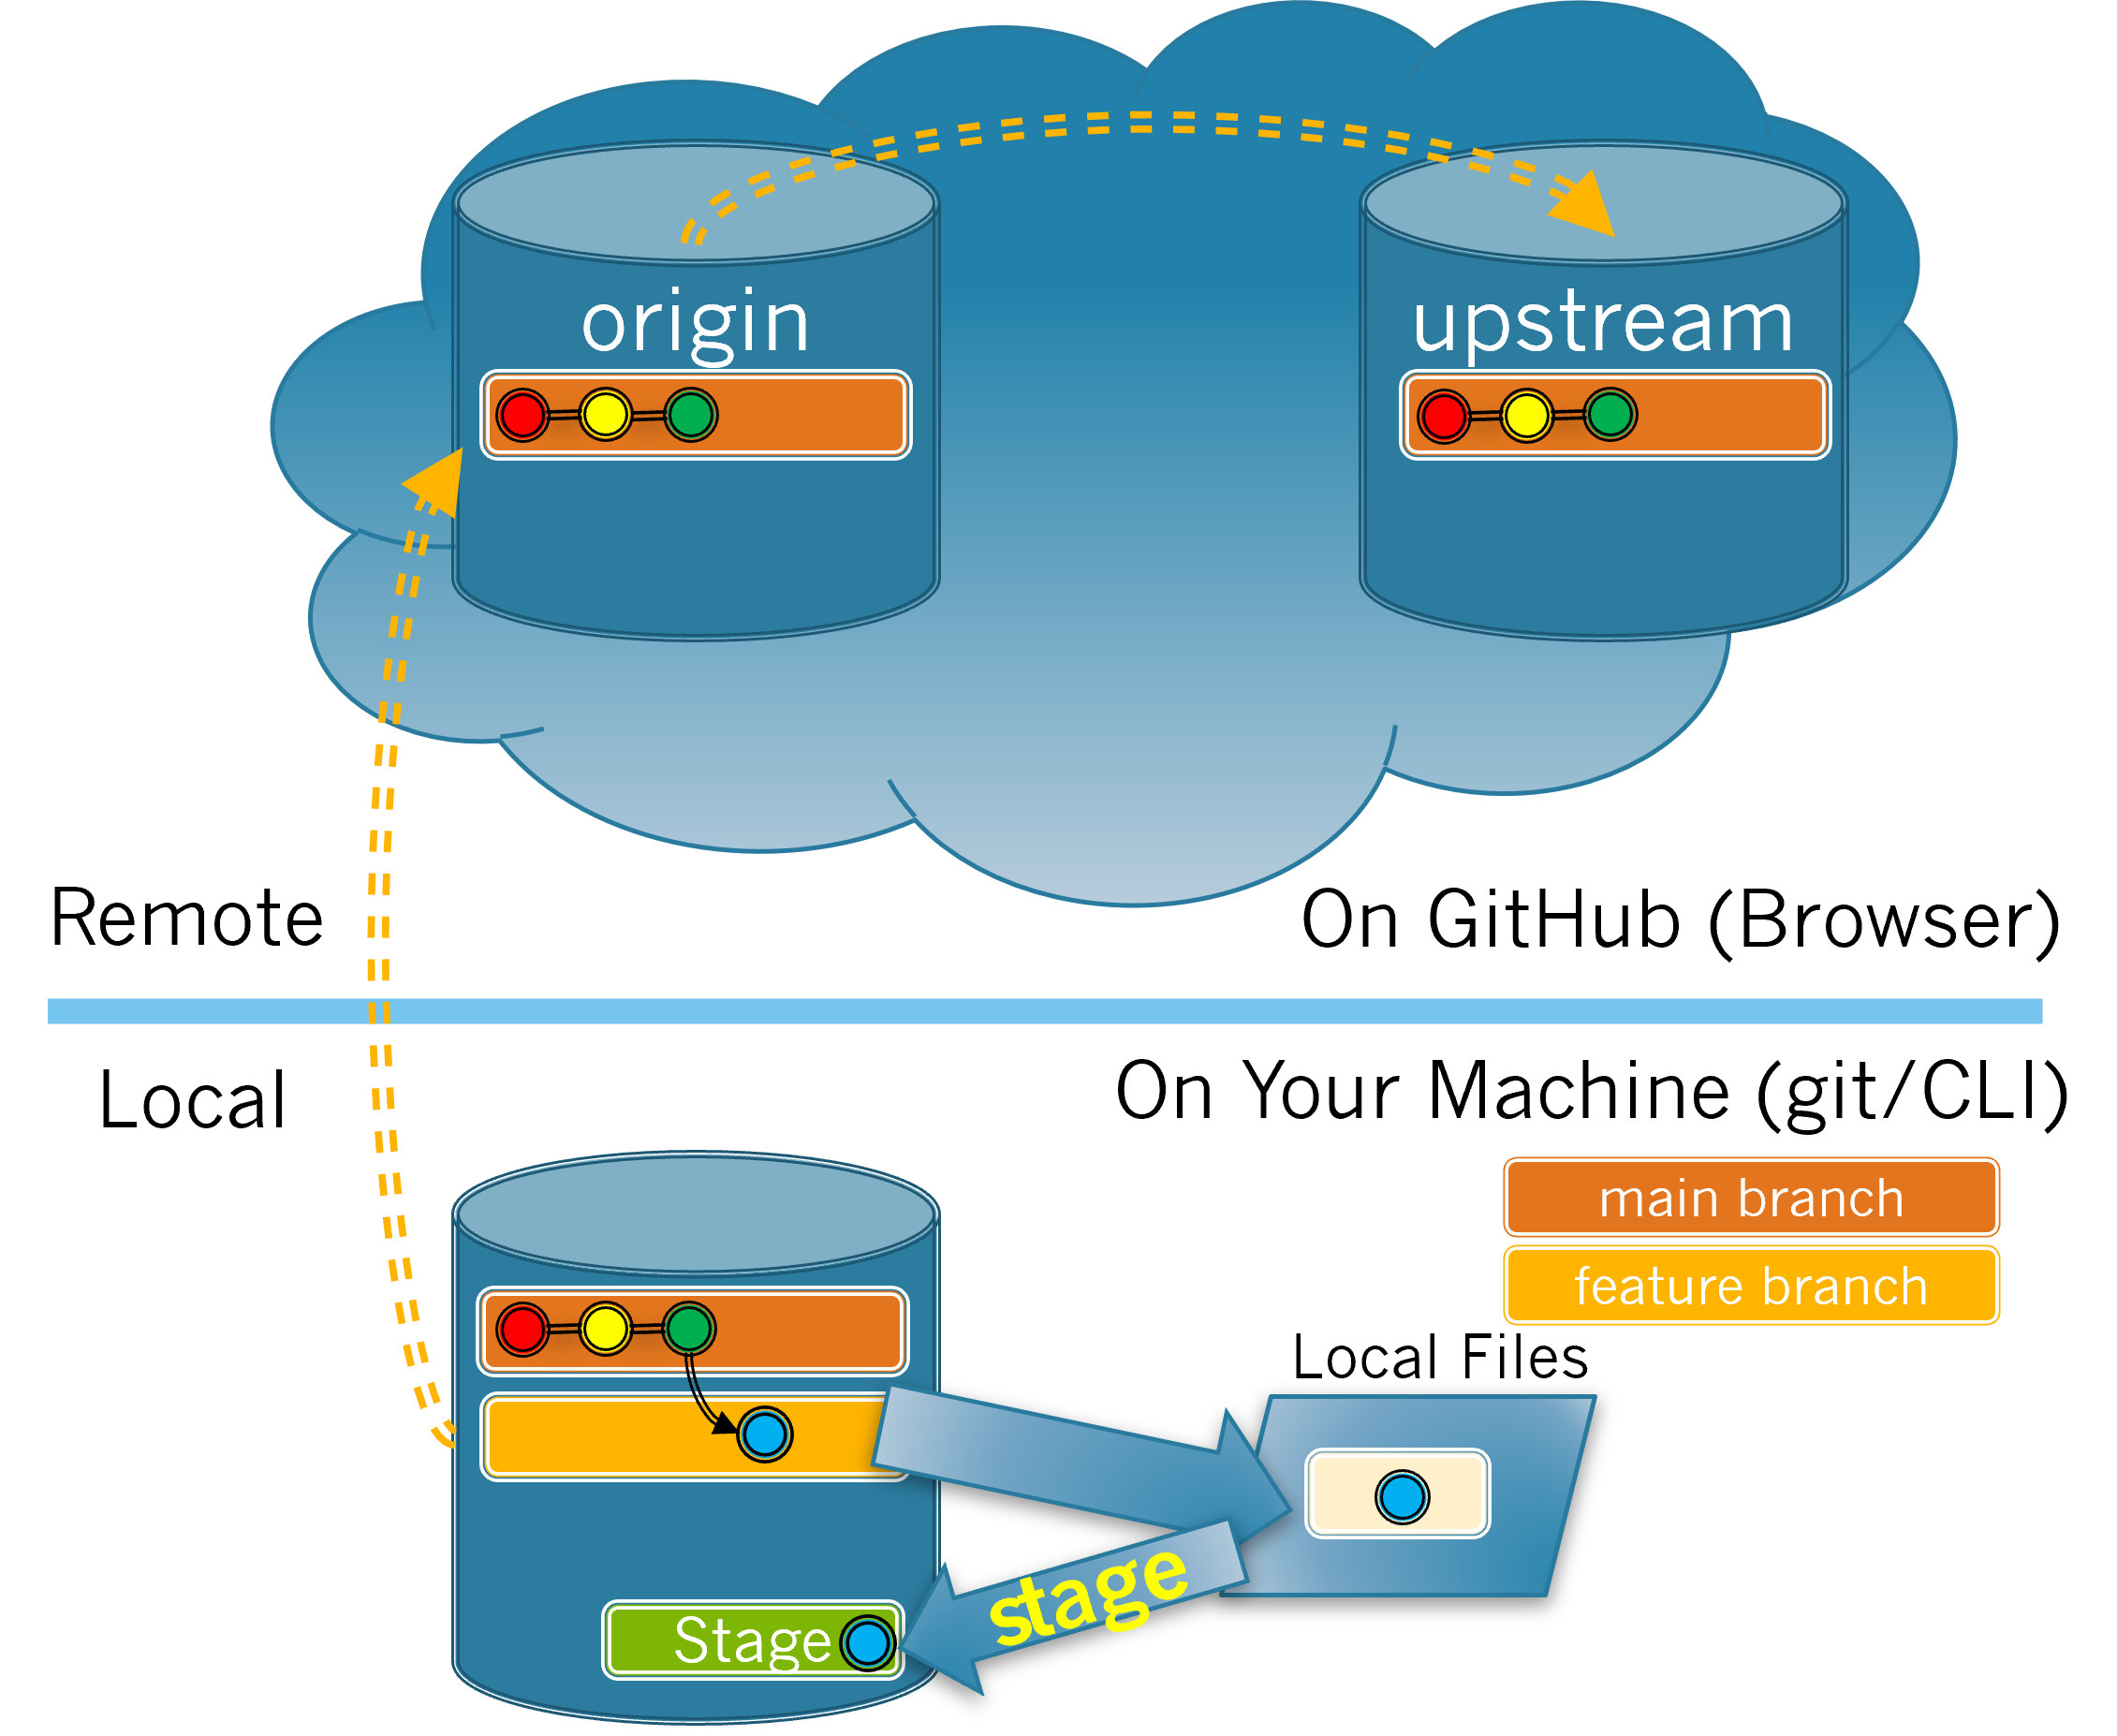 origin
upstream
Remote
On GitHub (Browser)
Local
On Your Machine (git/CLI)
main branch
feature branch
Local Files
stage
Stage